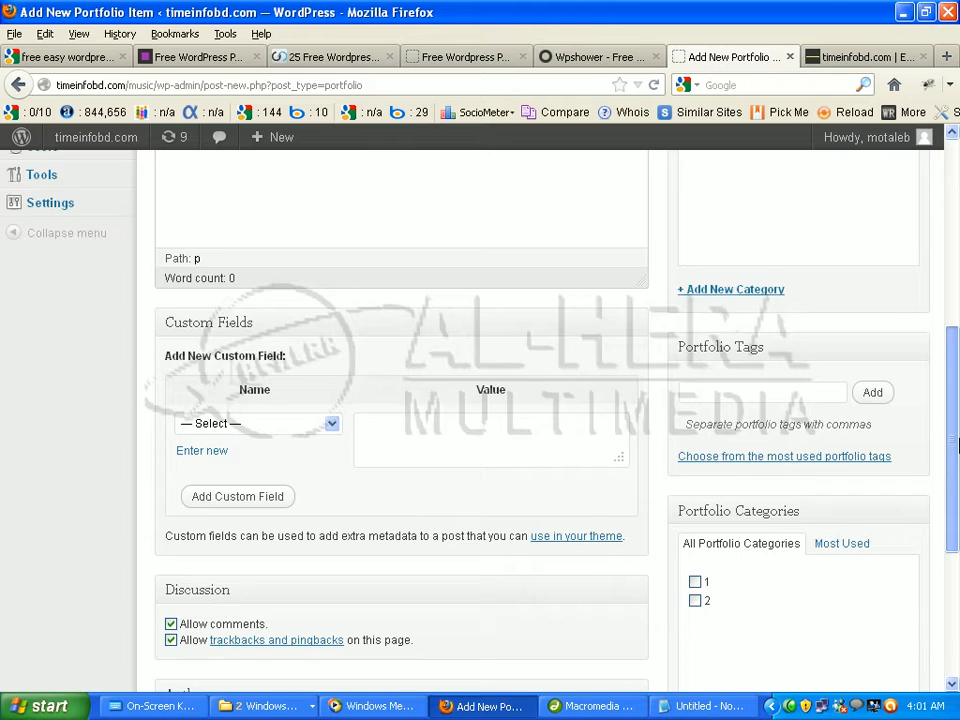 Add New Portfolio Item ‹ timeinfobd.com — WordPress - Mozilla Firefox
File Edit View History Bookmarks Tools Help
free easy wordpre...
Free WordPress P...
25 Free Wordpres...
Free Wordpress P...
Wpshower - Free ...
Add New Portfolio ...
timeinfobd.com | E...
timeinfobd.com/music/wp-admin/post-new.php?post_type=portfolio
Google
: 0/10 : 844,656 : n/a : n/a : 144 : 10 : n/a : 29 SocioMeter Compare Whois Similar Sites Pick Me Reload More
timeinfobd.com 9 New Howdy, motaleb
Tools
Settings
Collapse menu
Path: p
Word count: 0
+ Add New Category
Custom Fields
Add New Custom Field:
Name Value
— Select —
Enter new
Add Custom Field
Custom fields can be used to add extra metadata to a post that you can use in your theme.
Portfolio Tags
Add
Separate portfolio tags with commas
Choose from the most used portfolio tags
Portfolio Categories
All Portfolio Categories Most Used
1
2
Discussion
Allow comments.
Allow trackbacks and pingbacks on this page.
AL-HERA
MULTIMEDIA
start On-Screen K... 2 Windows... Windows Me... Add New Po... Macromedia ... Untitled - No... 4:01 AM